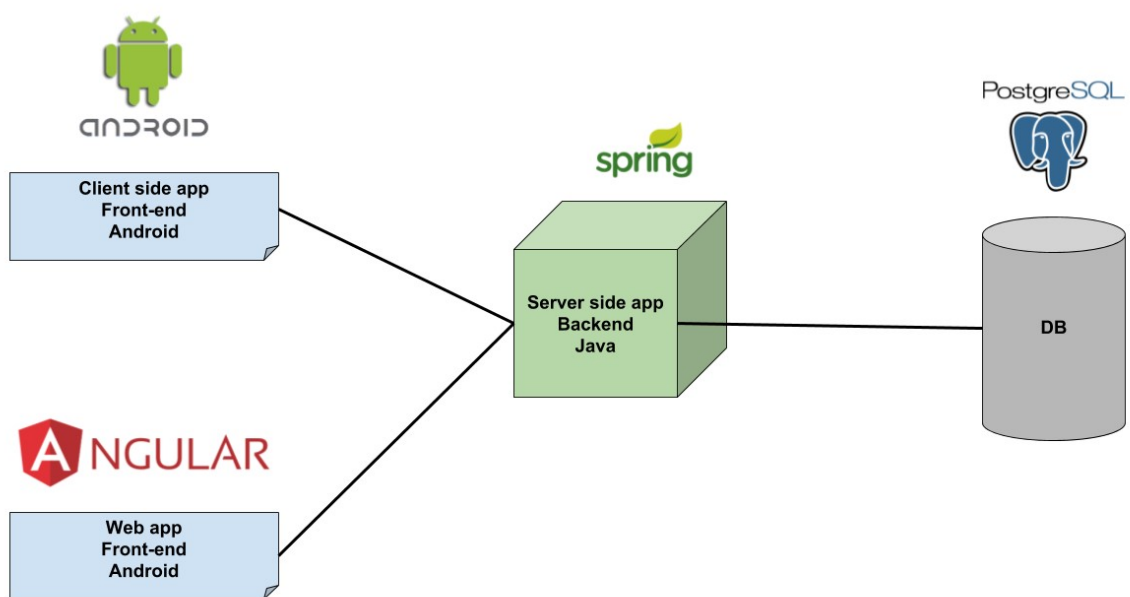 ANDROID
Client side app
Front-end
Android
spring
Server side app
Backend
Java
PostgreSQL
DB
ANGULAR
Web app
Front-end
Android